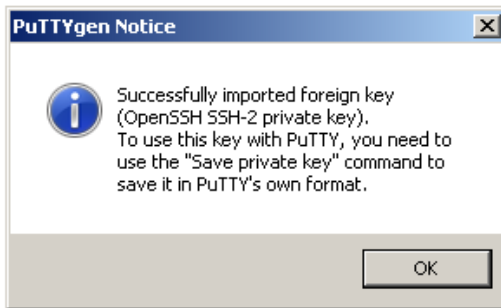 PuTTYgen Notice
Successfully imported foreign key
(OpenSSH SSH-2 private key).
To use this key with PuTTY, you need to
use the "Save private key" command to
save it in PuTTY's own format.
OK